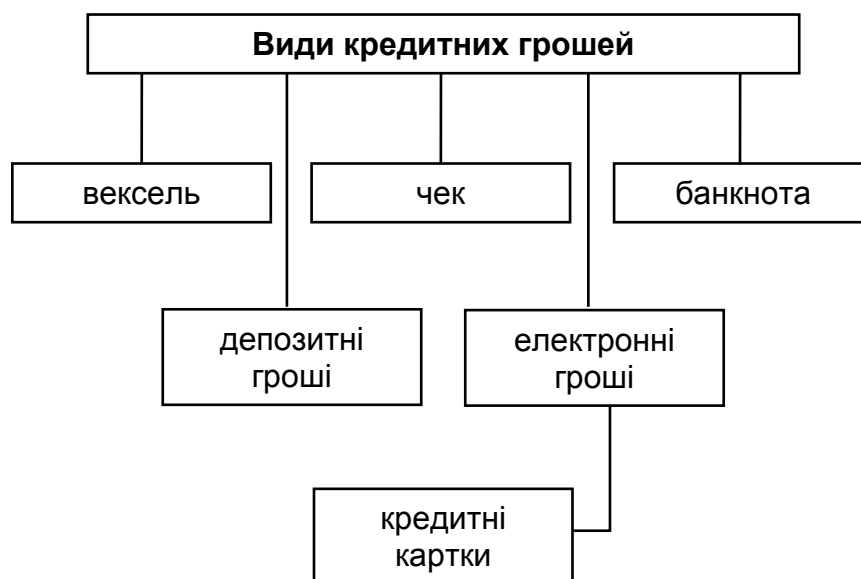 Види кредитних грошей
вексель
чек
банкнота
депозитні
гроші
електронні
гроші
кредитні
картки